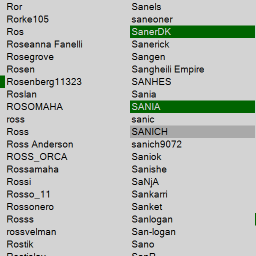 Ror
Rorke105
Ros
Roseanna Fanelli
Rosegrove
Rosen
Rosenberg11323
Roslan
ROSOMAHA
ross
Ross
Ross Anderson
ROSS_ORCA
Rossamaha
Rossi
Rosso_11
Rossonero
Rosss
rossvelman
Rostik
Sanels
saneoner
SanerDK
Sanerick
Sangen
Sangheili Empire
SANHES
Sania
SANIA
sanic
SANICH
sanich9072
Saniok
Sanishe
SaNjA
Sankarri
Sanket
Sanlogan
San-logan
Sano